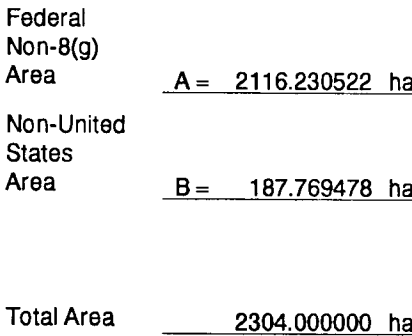 Federal
Non-8(g)
Area A = 2116.230522 ha
Non-United
States
Area B = 187.769478 ha
Total Area 2304.000000 ha